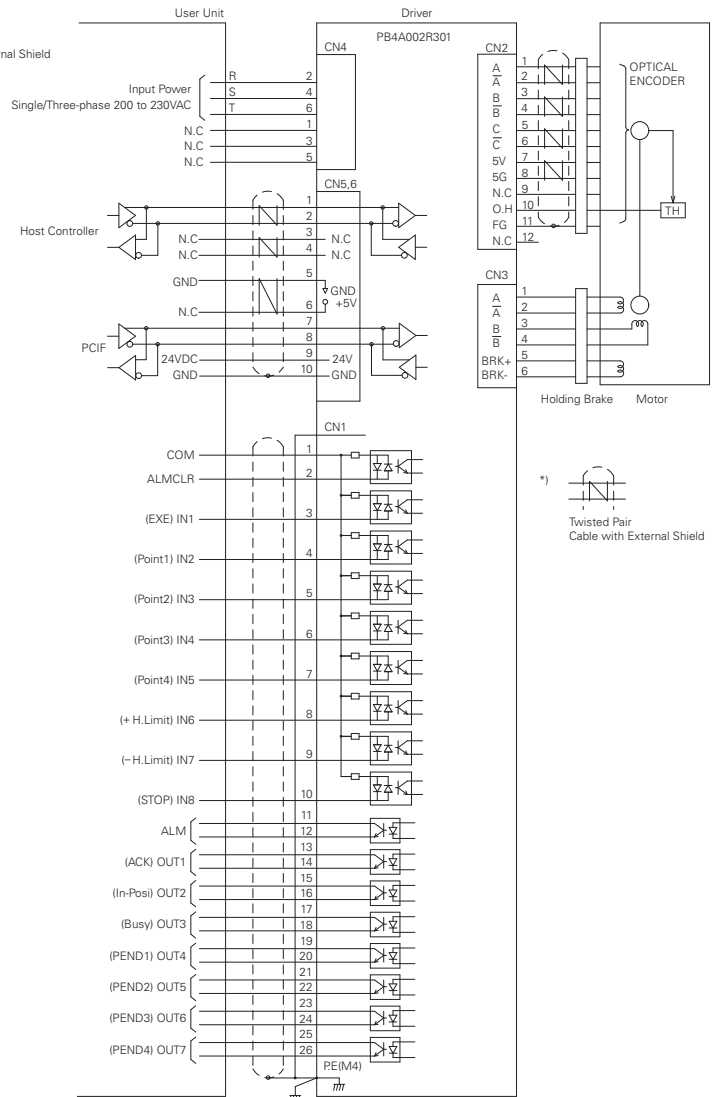 User Unit
Driver
PB4A002R301
rnal Shield
CN4
Input Power
Single/Three-phase 200 to 230VAC
R 2
S 4
T 6
N.C 1
N.C 3
N.C 5
CN5,6
Host Controller
1
2
N.C 3 N.C
N.C 4 N.C
GND 5 GND
N.C 6 +5V
PCIF
7
8
24VDC 9 24V
GND 10 GND
CN2
A 1
A 2
B 3
B 4
C 5
C 6
5V 7
5G 8
N.C 9
O.H 10
FG 11
N.C 12
OPTICAL
ENCODER
TH
CN3
A 1
A 2
B 3
B 4
BRK+ 5
BRK- 6
Holding Brake Motor
*)
Twisted Pair
Cable with External Shield
CN1
COM 1
ALMCLR 2
(EXE) IN1 3
(Point1) IN2 4
(Point2) IN3 5
(Point3) IN4 6
(Point4) IN5 7
(+H.Limit) IN6 8
(−H.Limit) IN7 9
(STOP) IN8 10
11
ALM 12
13
(ACK) OUT1 14
15
(In-Posi) OUT2 16
17
(Busy) OUT3 18
19
(PEND1) OUT4 20
21
(PEND2) OUT5 22
23
(PEND3) OUT6 24
25
(PEND4) OUT7 26
P.E(M4)